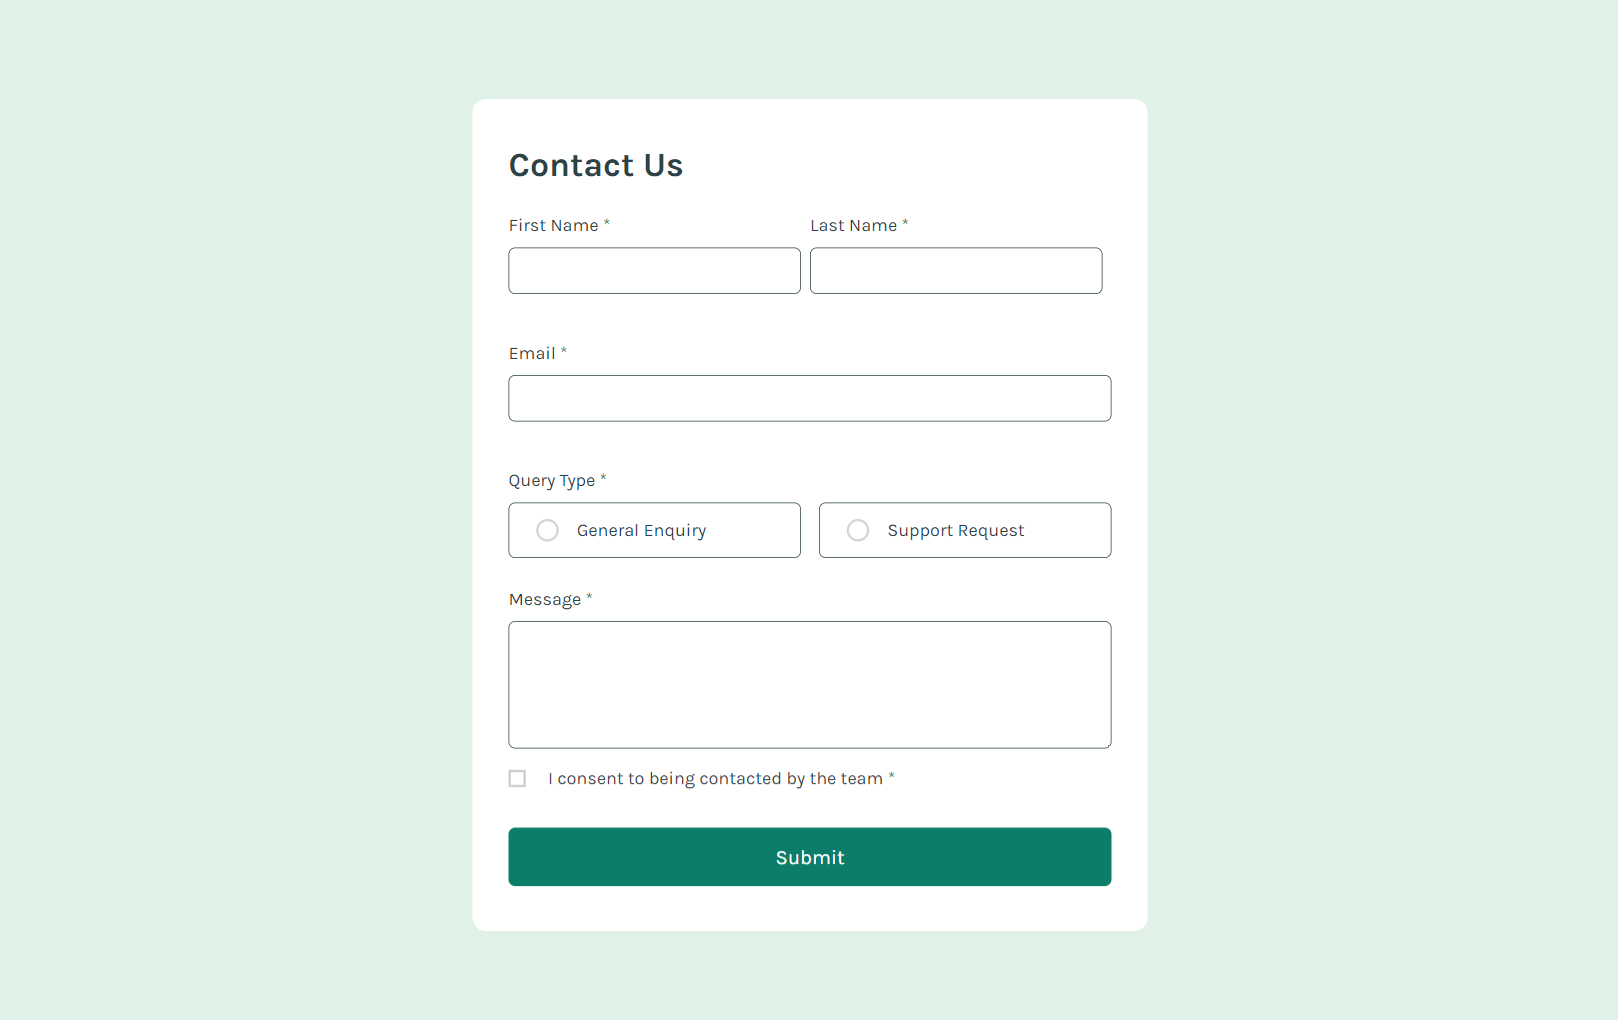 Contact Us
First Name * Last Name *
Email *
Query Type *
General Enquiry Support Request
Message *
I consent to being contacted by the team *
Submit